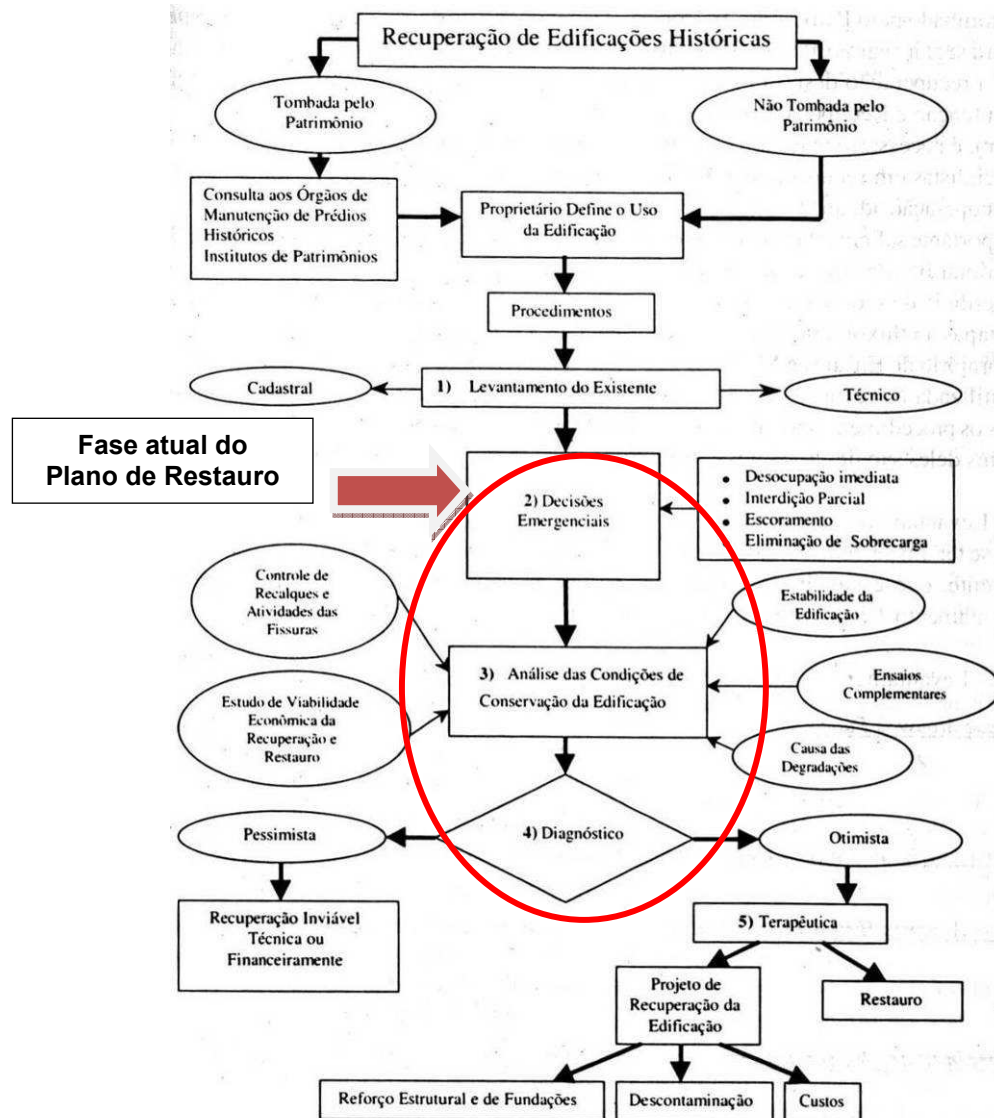 Recuperação de Edificações Históricas
Tombada pelo
Patrimônio
Não Tombada pelo
Patrimônio
Consulta aos Órgãos de
Manutenção de Prédios
Históricos
Institutos de Patrimônios
Proprietário Define o Uso
da Edificação
Procedimentos
Cadastral
1) Levantamento do Existente
Técnico
Fase atual do
Plano de Restauro
2) Decisões
Emergenciais
• Desocupação imediata
• Interdição Parcial
• Escoramento
• Eliminação de Sobrecarga
Controle de
Recalques e
Atividades das
Fissuras
Estabilidade da
Edificação
3) Análise das Condições de
Conservação da Edificação
Ensaios
Complementares
Estudo de Viabilidade
Econômica da
Recuperação e
Restauro
Causa das
Degradações
Pessimista
4) Diagnóstico
Otimista
Recuperação Inviável
Técnica ou
Financeiramente
5) Terapêutica
Projeto de
Recuperação da
Edificação
Restauro
Reforço Estrutural e de Fundações
Descontaminação
Custos